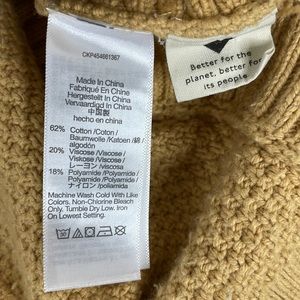 CKP454661367
Made In China
Fabriqué En Chine
Hergestellt In China
Vervaardigd In China
中国製
hecho en china
62% Cotton /Coton /
Baumwolle /Katoen /綿 /
algodón
20% Viscose /Viscose /
Viskose /Viscose /
レーヨン /viscosa
18% Polyamide /Polyamide /
Polyamide /Polyamide /
ナイロン /poliamida
Machine Wash Cold With Like
Colors. Non-Chlorine Bleach
Only. Tumble Dry Low. Iron
On Lowest Setting.
Better for the
planet, better for
its people